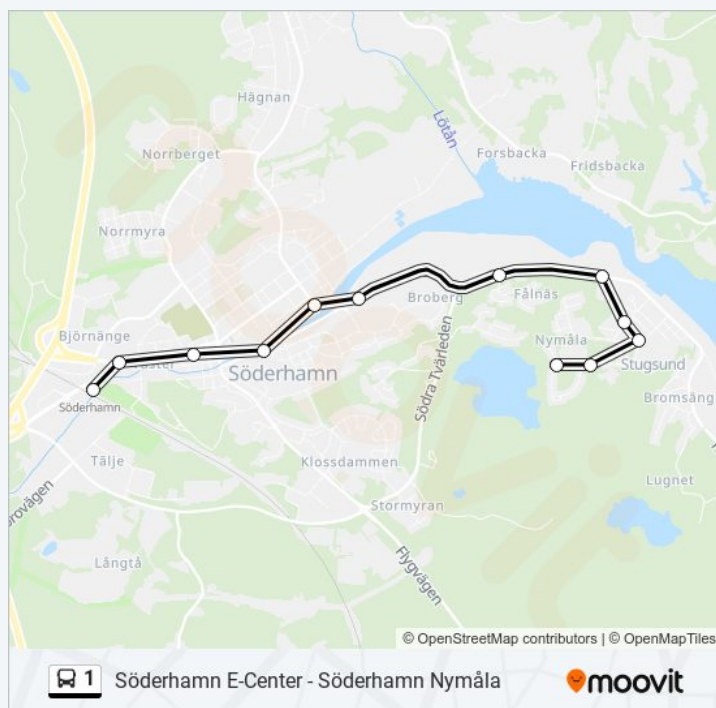 Hägnan
Lötån
Forsbacka
Norrberget
Fridsbacka
Norrmyra
Broberg
Fålnäs
Björnänge
Nymåla
Södra Tvärleden
Stugsund
Söderhamn
Söderhamn
Bromsäng
Tälje
Klossdammen
Lugnet
Stormyran
Flygvägen
Långtå
© OpenStreetMap contributors | © OpenMapTiles
1 Söderhamn E-Center - Söderhamn Nymåla moovit